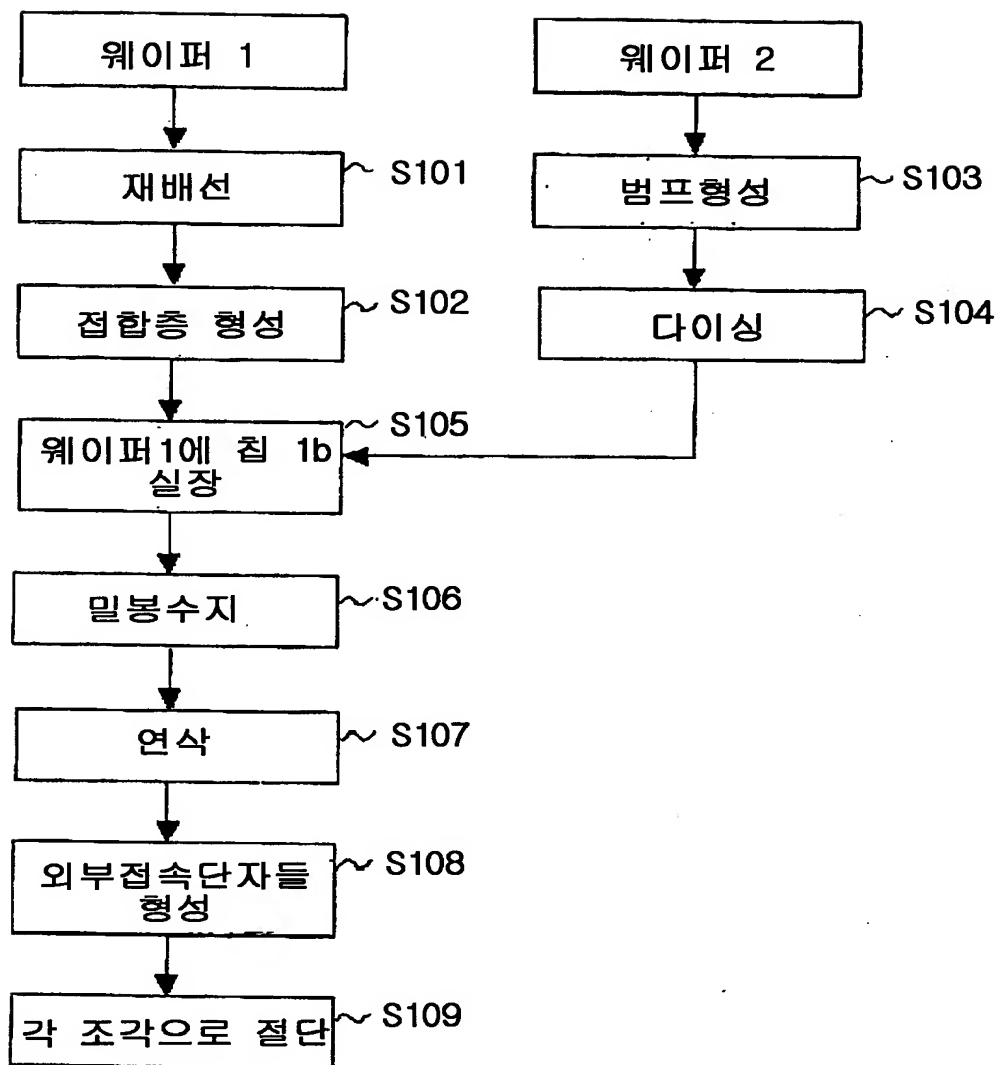 웨이퍼 1
웨이퍼 2
재배선
S101
범프형성
S103
접합층 형성
S102
다이싱
S104
웨이퍼1에 칩 1b
실장
S105
밀봉수지
S106
연삭
S107
외부접속단자들
형성
S108
각 조각으로 절단
S109